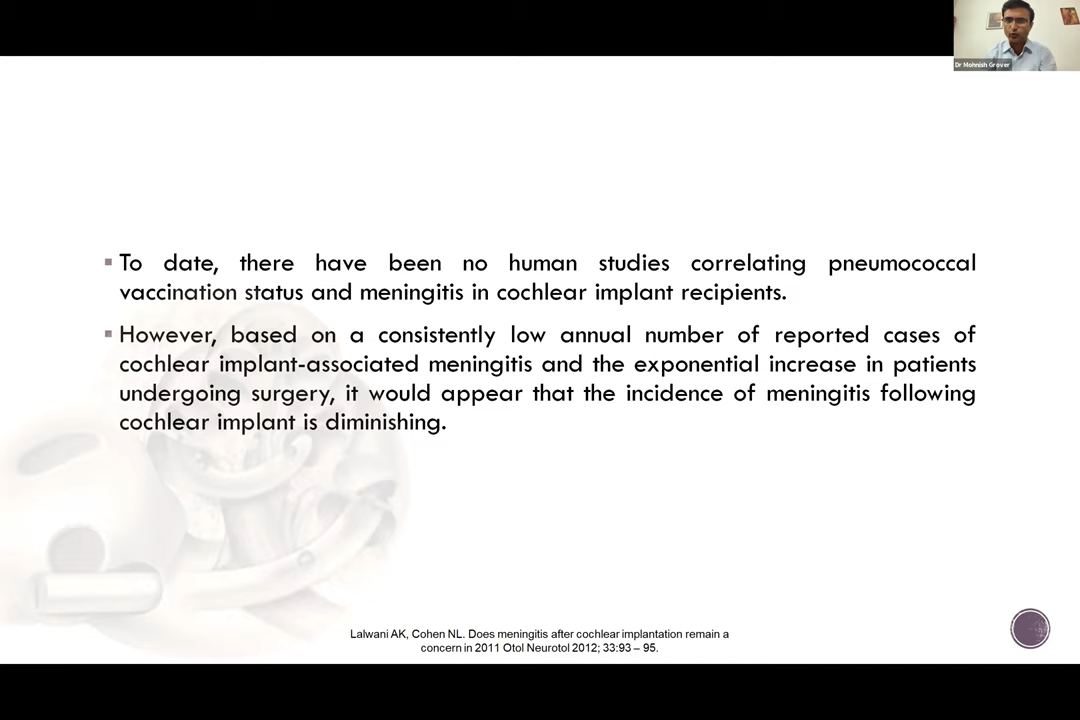 Dr Mohnish Grover
To date, there have been no human studies correlating pneumococcal
vaccination status and meningitis in cochlear implant recipients.
However, based on a consistently low annual number of reported cases of
cochlear implant-associated meningitis and the exponential increase in patients
undergoing surgery, it would appear that the incidence of meningitis following
cochlear implant is diminishing.
Lalwani AK, Cohen NL. Does meningitis after cochlear implantation remain a
concern in 2011 Otol Neurotol 2012; 33:93 – 95.